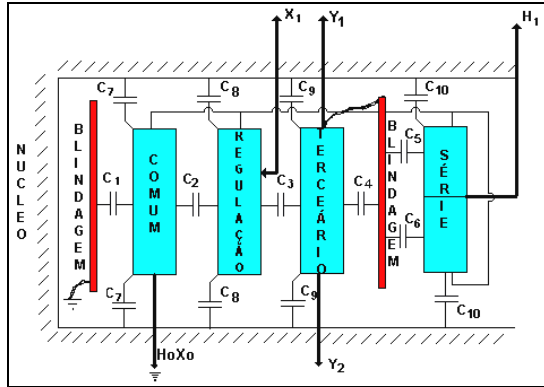 X1
Y1
H1
C7
C8
C9
C10
NUCLEO
BLINDAGEM
COMUM
REGULAÇÃO
TERCEÁRIO
BLINDAGEM
SÉRIE
C1
C2
C3
C4
C5
C6
C7
C8
C9
C10
HoXo
Y2